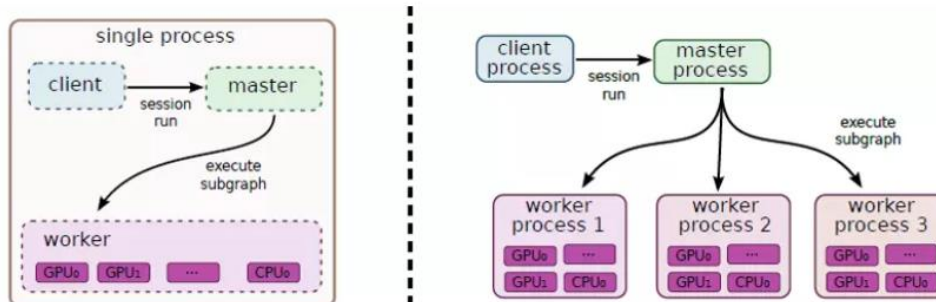 single process
client
master
session
run
execute
subgraph
worker
GPU₀ GPU₁ ... CPU₀
client
process
master
process
session
run
execute
subgraph
worker
process 1
GPU₀ ...
GPU₁ CPU₀
worker
process 2
GPU₀ ...
GPU₁ CPU₀
worker
process 3
GPU₀ ...
GPU₁ CPU₀